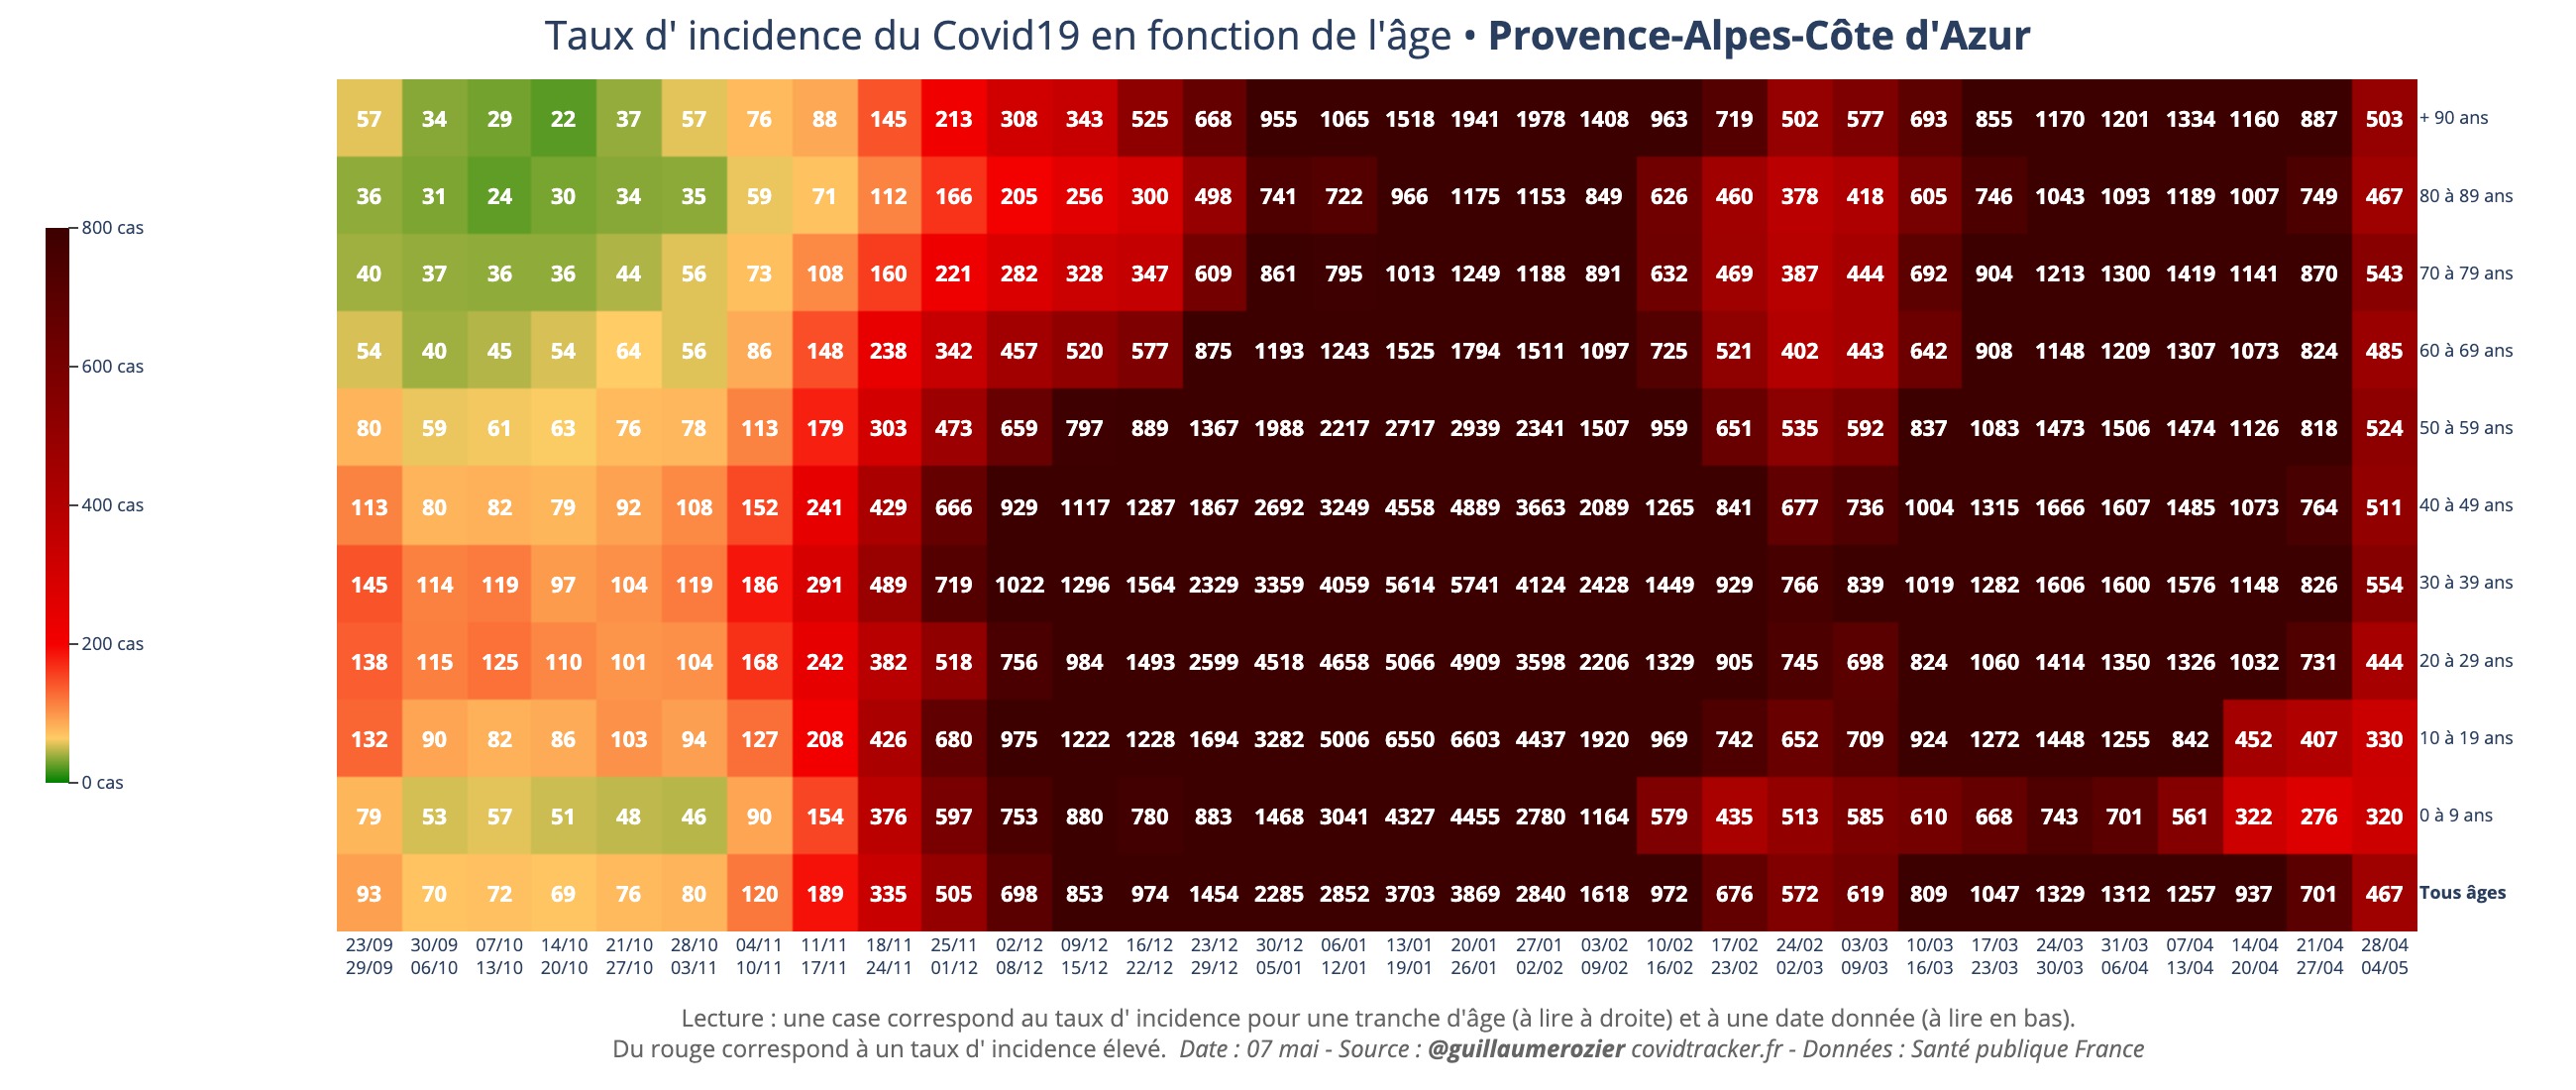 Taux d' incidence du Covid19 en fonction de l'âge • Provence-Alpes-Côte d'Azur
57 34 29 22 37 57 76 88 145 213 308 343 525 668 955 1065 1518 1941 1978 1408 963 719 502 577 693 855 1170 1201 1334 1160 887 503 + 90 ans
36 31 24 30 34 35 59 71 112 166 205 256 300 498 741 722 966 1175 1153 849 626 460 378 418 605 746 1043 1093 1189 1007 749 467 80 à 89 ans
800 cas
40 37 36 36 44 56 73 108 160 221 282 328 347 609 861 795 1013 1249 1188 891 632 469 387 444 692 904 1213 1300 1419 1141 870 543 70 à 79 ans
54 40 45 54 64 56 86 148 238 342 457 520 577 875 1193 1243 1525 1794 1511 1097 725 521 402 443 642 908 1148 1209 1307 1073 824 485 60 à 69 ans
600 cas
80 59 61 63 76 78 113 179 303 473 659 797 889 1367 1988 2217 2717 2939 2341 1507 959 651 535 592 837 1083 1473 1506 1474 1126 818 524 50 à 59 ans
400 cas
113 80 82 79 92 108 152 241 429 666 929 1117 1287 1867 2692 3249 4558 4889 3663 2089 1265 841 677 736 1004 1315 1666 1607 1485 1073 764 511 40 à 49 ans
145 114 119 97 104 119 186 291 489 719 1022 1296 1564 2329 3359 4059 5614 5741 4124 2428 1449 929 766 839 1019 1282 1606 1600 1576 1148 826 554 30 à 39 ans
200 cas
138 115 125 110 101 104 168 242 382 518 756 984 1493 2599 4518 4658 5066 4909 3598 2206 1329 905 745 698 824 1060 1414 1350 1326 1032 731 444 20 à 29 ans
132 90 82 86 103 94 127 208 426 680 975 1222 1228 1694 3282 5006 6550 6603 4437 1920 969 742 652 709 924 1272 1448 1255 842 452 407 330 10 à 19 ans
0 cas
79 53 57 51 48 46 90 154 376 597 753 880 780 883 1468 3041 4327 4455 2780 1164 579 435 513 585 610 668 743 701 561 322 276 320 0 à 9 ans
93 70 72 69 76 80 120 189 335 505 698 853 974 1454 2285 2852 3703 3869 2840 1618 972 676 572 619 809 1047 1329 1312 1257 937 701 467 Tous âges
23/09 30/09 07/10 14/10 21/10 28/10 04/11 11/11 18/11 25/11 02/12 09/12 16/12 23/12 30/12 06/01 13/01 20/01 27/01 03/02 10/02 17/02 24/02 03/03 10/03 17/03 24/03 31/03 07/04 14/04 21/04 28/04
29/09 06/10 13/10 20/10 27/10 03/11 10/11 17/11 24/11 01/12 08/12 15/12 22/12 29/12 05/01 12/01 19/01 26/01 02/02 09/02 16/02 23/02 02/03 09/03 16/03 23/03 30/03 06/04 13/04 20/04 27/04 04/05
Lecture : une case correspond au taux d' incidence pour une tranche d'âge (à lire à droite) et à une date donnée (à lire en bas).
Du rouge correspond à un taux d' incidence élevé. Date : 07 mai - Source : @guillaumerozier covidtracker.fr - Données : Santé publique France